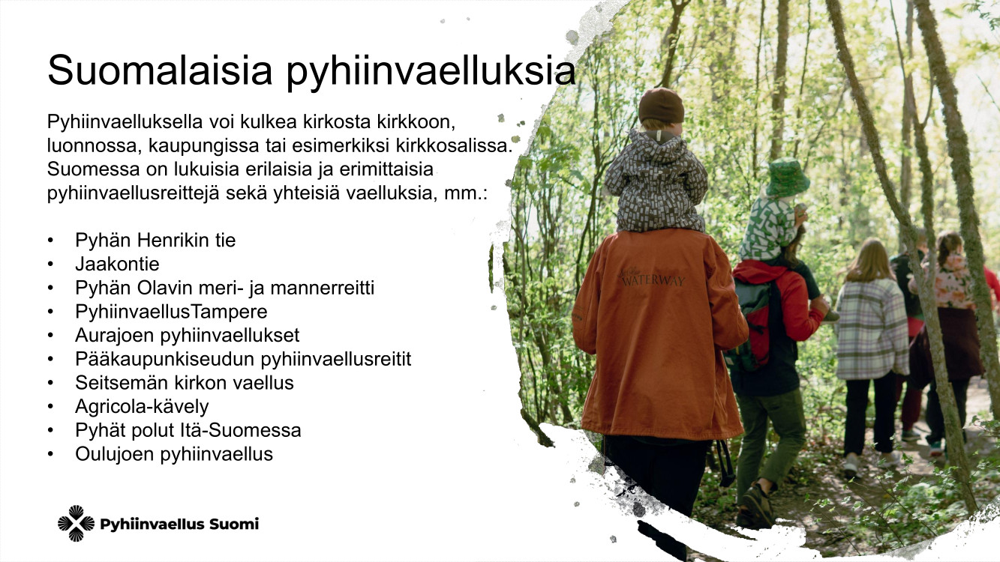 Suomalaisia pyhiinvaelluksia
Pyhiinvaelluksella voi kulkea kirkosta kirkkoon,
luonnossa, kaupungissa tai esimerkiksi kirkkosalissa.
Suomessa on lukuisia erilaisia ja erimittaisia
pyhiinvaellusreittejä sekä yhteisiä vaelluksia, mm.:
• Pyhän Henrikin tie
• Jaakontie
• Pyhän Olavin meri- ja mannerreitti
• PyhiinvaellusTampere
• Aurajoen pyhiinvaellukset
• Pääkaupunkiseudun pyhiinvaellusreitit
• Seitsemän kirkon vaellus
• Agricola-kävely
• Pyhät polut Itä-Suomessa
• Oulujoen pyhiinvaellus
WATERWAY
Pyhiinvaellus Suomi